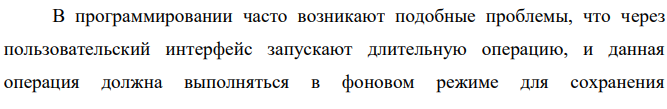 В программировании часто возникают подобные проблемы, что через
пользовательский интерфейс запускают длительную операцию, и данная
операция должна выполняться в фоновом режиме для сохранения